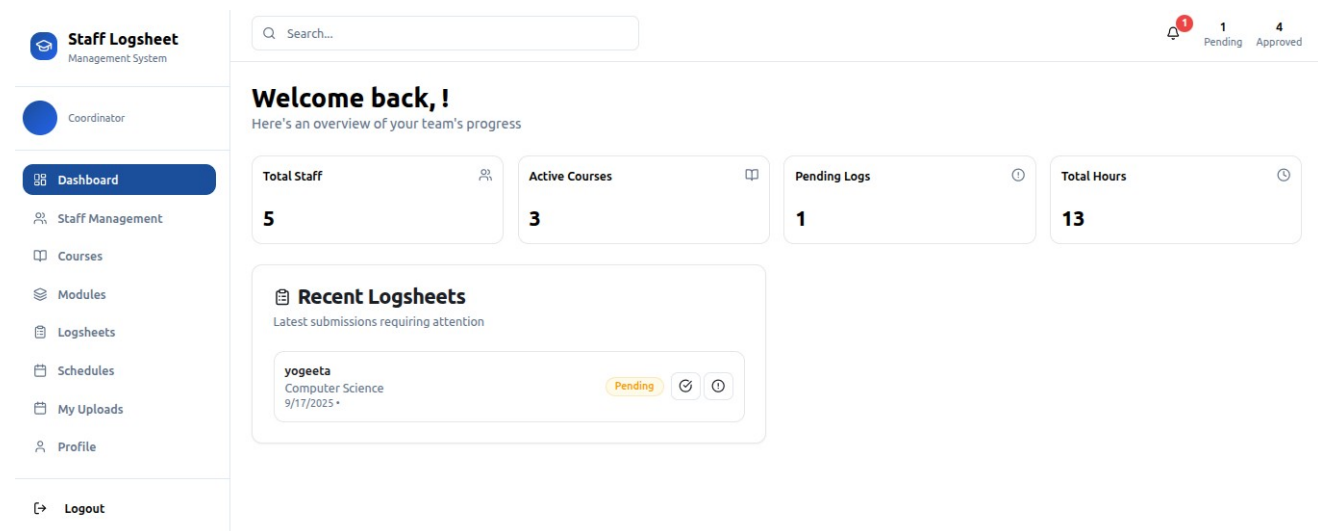 Staff Logsheet
Management System
Coordinator
Dashboard
Staff Management
Courses
Modules
Logsheets
Schedules
My Uploads
Profile
Logout
Search...
1
1
Pending
4
Approved
Welcome back, !
Here's an overview of your team's progress
Total Staff
5
Active Courses
3
Pending Logs
1
Total Hours
13
Recent Logsheets
Latest submissions requiring attention
yogeeta
Computer Science
9/17/2025 •
Pending